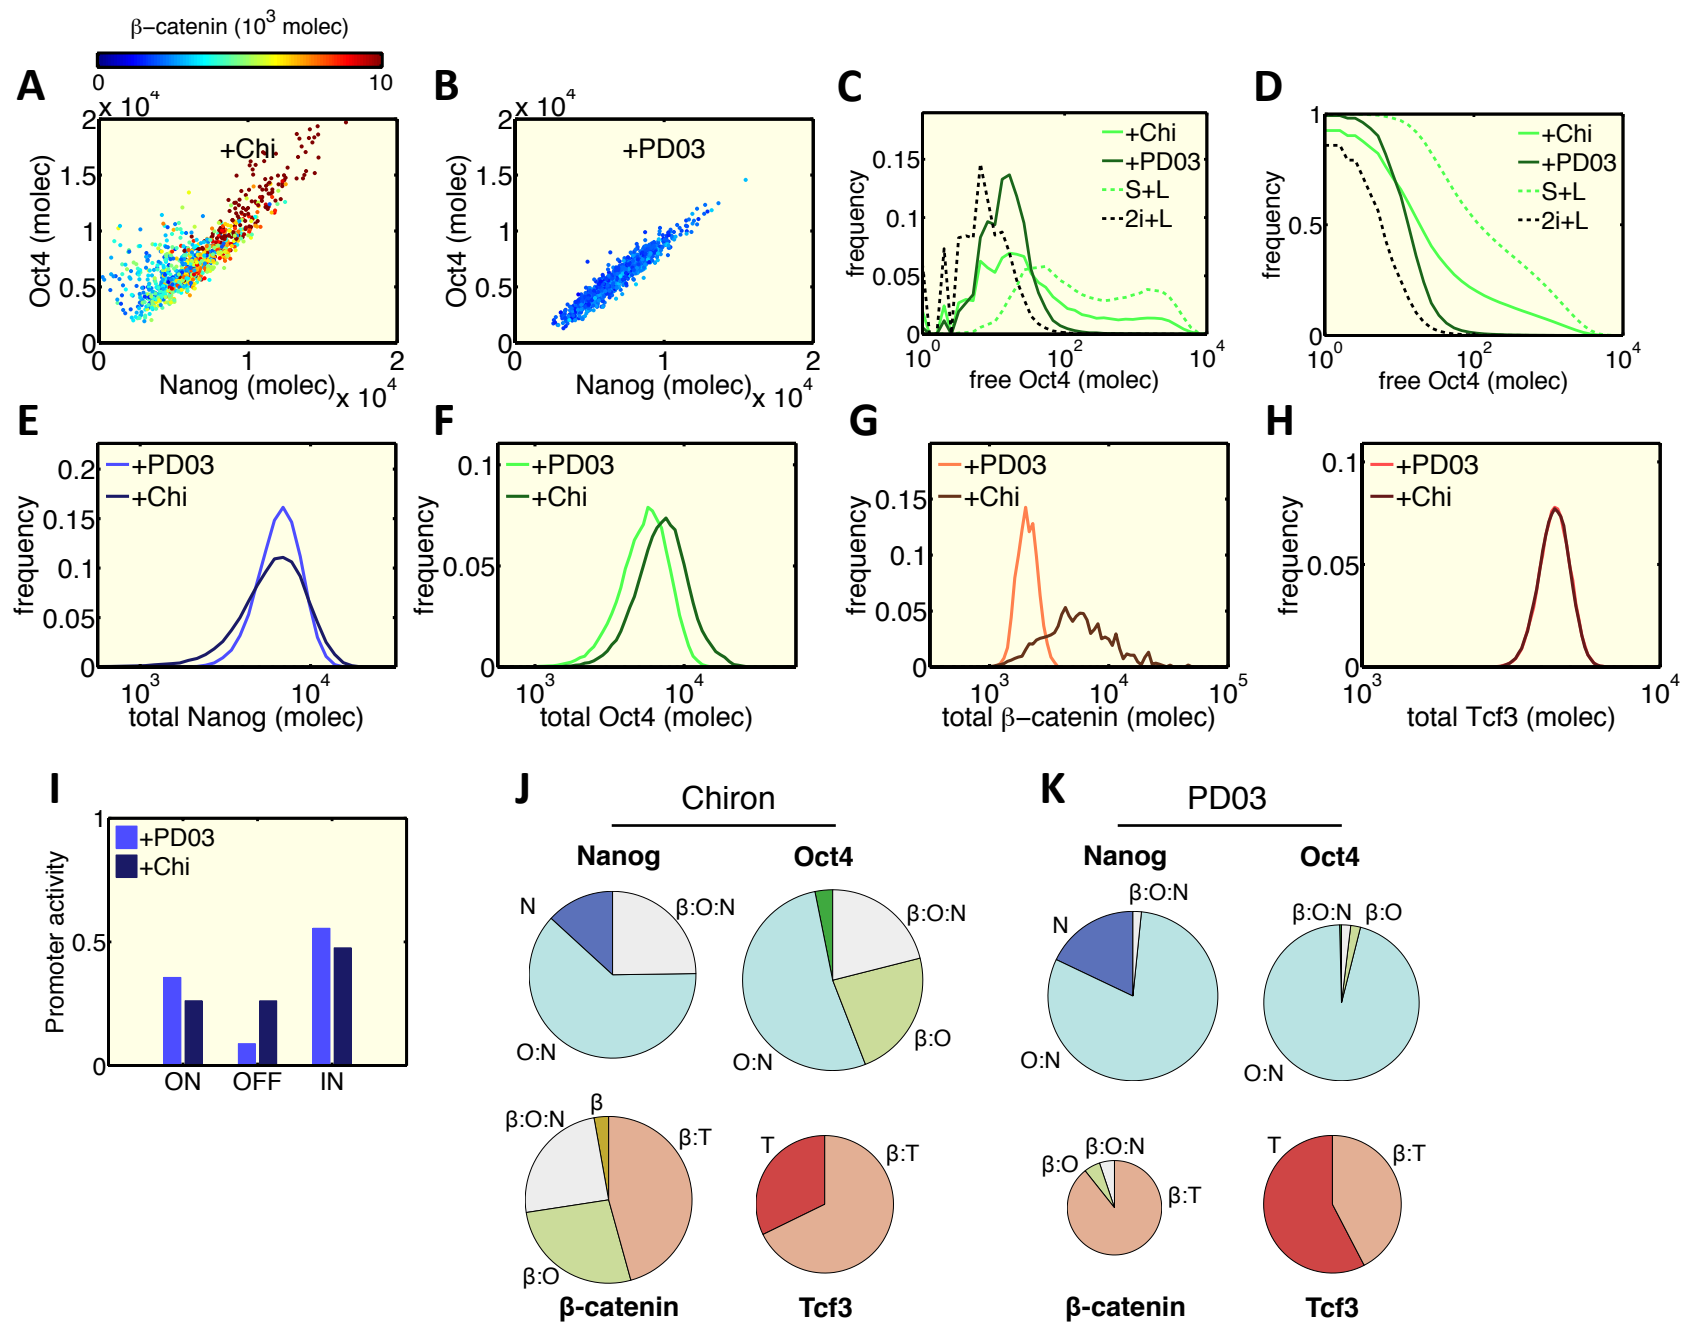 β−catenin (10³ molec)
0 10
A
x 10⁴
+Chi
Oct4 (molec)
2
1.5
1
0.5
0
0 1 2
Nanog (molec)
x 10⁴
B
x 10⁴
+PD03
Oct4 (molec)
2
1.5
1
0.5
0
0 1 2
Nanog (molec)
x 10⁴
C
+Chi
+PD03
S+L
2i+L
frequency
0.15
0.1
0.05
0
10⁰ 10² 10⁴
free Oct4 (molec)
D
+Chi
+PD03
S+L
2i+L
frequency
1
0.5
0
10⁰ 10² 10⁴
free Oct4 (molec)
E
+PD03
+Chi
frequency
0.2
0.15
0.1
0.05
0
10³ 10⁴
total Nanog (molec)
F
+PD03
+Chi
frequency
0.1
0.05
0
10³ 10⁴
total Oct4 (molec)
G
+PD03
+Chi
frequency
0.15
0.1
0.05
0
10³ 10⁴ 10⁵
total β−catenin (molec)
H
+PD03
+Chi
frequency
0.1
0.05
0
10³ 10⁴
total Tcf3 (molec)
I
+PD03
+Chi
Promoter activity
1
0.5
0
ON OFF IN
J
Chiron
Nanog Oct4
N
β:O:N
O:N
β:O:N
β:O
O:N
β:O:N
β
β:T
β:O
T
β:T
β-catenin Tcf3
K
PD03
Nanog Oct4
N
β:O:N
O:N
β:O:N
β:O
O:N
β:O
β:O:N
β:T
T
β:T
β-catenin Tcf3